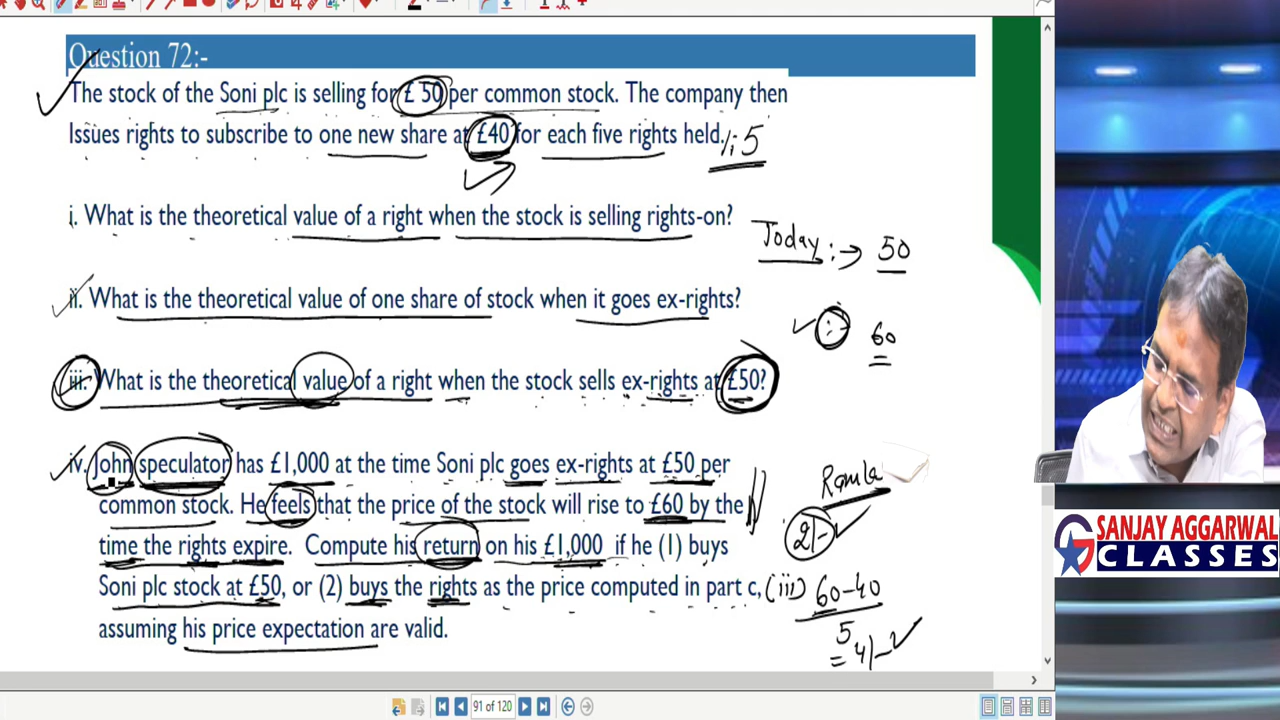 Question 72:-
The stock of the Soni plc is selling for £ 50 per common stock. The company then
Issues rights to subscribe to one new share at £40 for each five rights held.
1:5
i. What is the theoretical value of a right when the stock is selling rights-on?
Today :→ 50
ii. What is the theoretical value of one share of stock when it goes ex-rights?
60
iii. What is the theoretical value of a right when the stock sells ex-rights at £50?
iv. John speculator has £1,000 at the time Soni plc goes ex-rights at £50 per
common stock. He feels that the price of the stock will rise to £60 by the
time the rights expire. Compute his return on his £1,000 if he (1) buys
Soni plc stock at £50, or (2) buys the rights as the price computed in part c,
assuming his price expectation are valid.
2/-
(iii) 60-40
5
= 4/-
SANJAY AGGARWAL
CLASSES
91 of 120